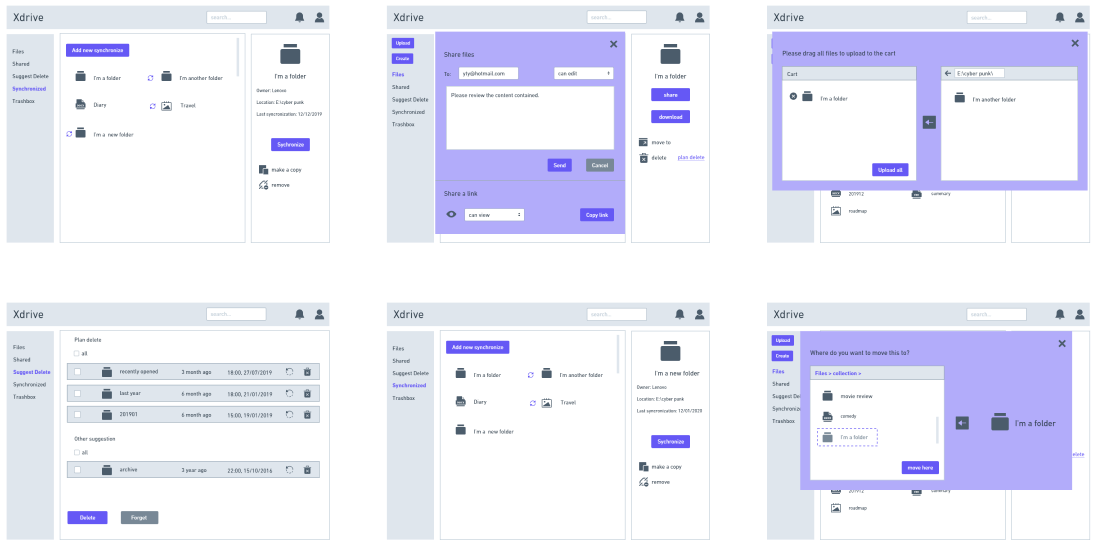 Xdrive
search...
Files
Shared
Suggest Delete
Synchronized
Trashbox
Add new synchronize
I'm a folder
I'm another folder
Diary
Travel
I'm a new folder
I'm a folder
Owner: Lenovo
Location: E:\cyber punk
Last syncronization: 12/12/2019
Sychronize
make a copy
remove
Xdrive
search...
Upload
Create
Files
Shared
Suggest Delete
Synchronized
Trashbox
Share files
To:
yte@hotmail.com
can edit
Please review the content contained.
Send
Cancel
Share a link
can view
Copy link
I'm a folder
share
download
move to
delete
plan delete
Xdrive
search...
Please drag all files to upload to the cart
Cart
I'm a folder
Upload all
E:\cyber punk\
I'm another folder
201912
summary
roadmap
Xdrive
search...
Files
Shared
Suggest Delete
Synchronized
Trashbox
Plan delete
all
recently opened 3 month ago 18:00, 27/07/2019
last year 6 month ago 18:00, 21/01/2019
201901 6 month ago 15:00, 19/01/2019
Other suggestion
all
archive 3 year ago 22:00, 15/10/2016
Delete
Forget
Xdrive
search...
Files
Shared
Suggest Delete
Synchronized
Trashbox
Add new synchronize
I'm a folder
I'm another folder
Diary
Travel
I'm a new folder
I'm a new folder
Owner: Lenovo
Location: E:\cyber punk
Last syncronization: 12/01/2020
Sychronize
make a copy
remove
Xdrive
search...
Upload
Create
Files
Shared
Suggest De
Synchroniz
Trashbox
Where do you want to move this to?
Files > collection >
movie review
comedy
I'm a folder
move here
I'm a folder
elete
201912
summary
roadmap